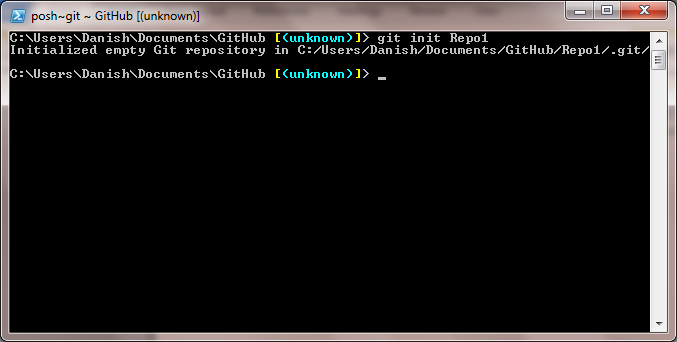 posh~git ~ GitHub [(unknown)]
C:\Users\Danish\Documents\GitHub [(unknown)]> git init Repo1
Initialized empty Git repository in C:/Users/Danish/Documents/GitHub/Repo1/.git/
C:\Users\Danish\Documents\GitHub [(unknown)]> _